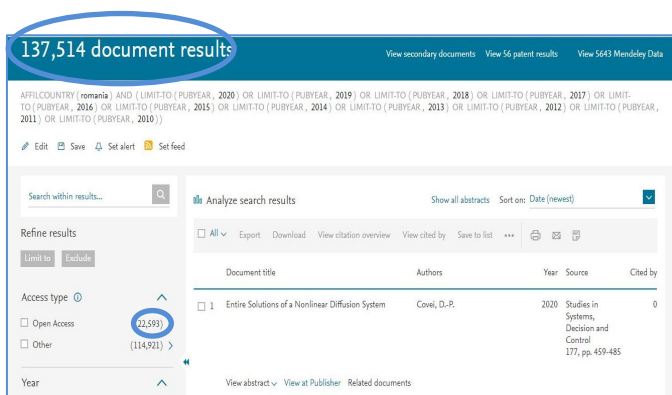 137,514 document results
View secondary documents View 56 patent results View 5643 Mendeley Data
AFFILCOUNTRY ( romania ) AND ( LIMIT-TO ( PUBYEAR , 2020 ) OR LIMIT-TO ( PUBYEAR , 2019 ) OR LIMIT-TO ( PUBYEAR , 2018 ) OR LIMIT-TO ( PUBYEAR , 2017 ) OR LIMIT-
TO ( PUBYEAR , 2016 ) OR LIMIT-TO ( PUBYEAR , 2015 ) OR LIMIT-TO ( PUBYEAR , 2014 ) OR LIMIT-TO ( PUBYEAR , 2013 ) OR LIMIT-TO ( PUBYEAR , 2012 ) OR LIMIT-TO ( PUBYEAR ,
2011 ) OR LIMIT-TO ( PUBYEAR , 2010 ) )
Edit Save Set alert Set feed
Search within results...
Refine results
Limit to Exclude
Access type
Open Access (22,593)
Other (114,921)
Year
Analyze search results Show all abstracts Sort on: Date (newest)
All Export Download View citation overview View cited by Save to list •••
Document title Authors Year Source Cited by
1 Entire Solutions of a Nonlinear Diffusion System Covei, D.-P. 2020 Studies in 0
Systems,
Decision and
Control
177, pp. 459-485
View abstract View at Publisher Related documents